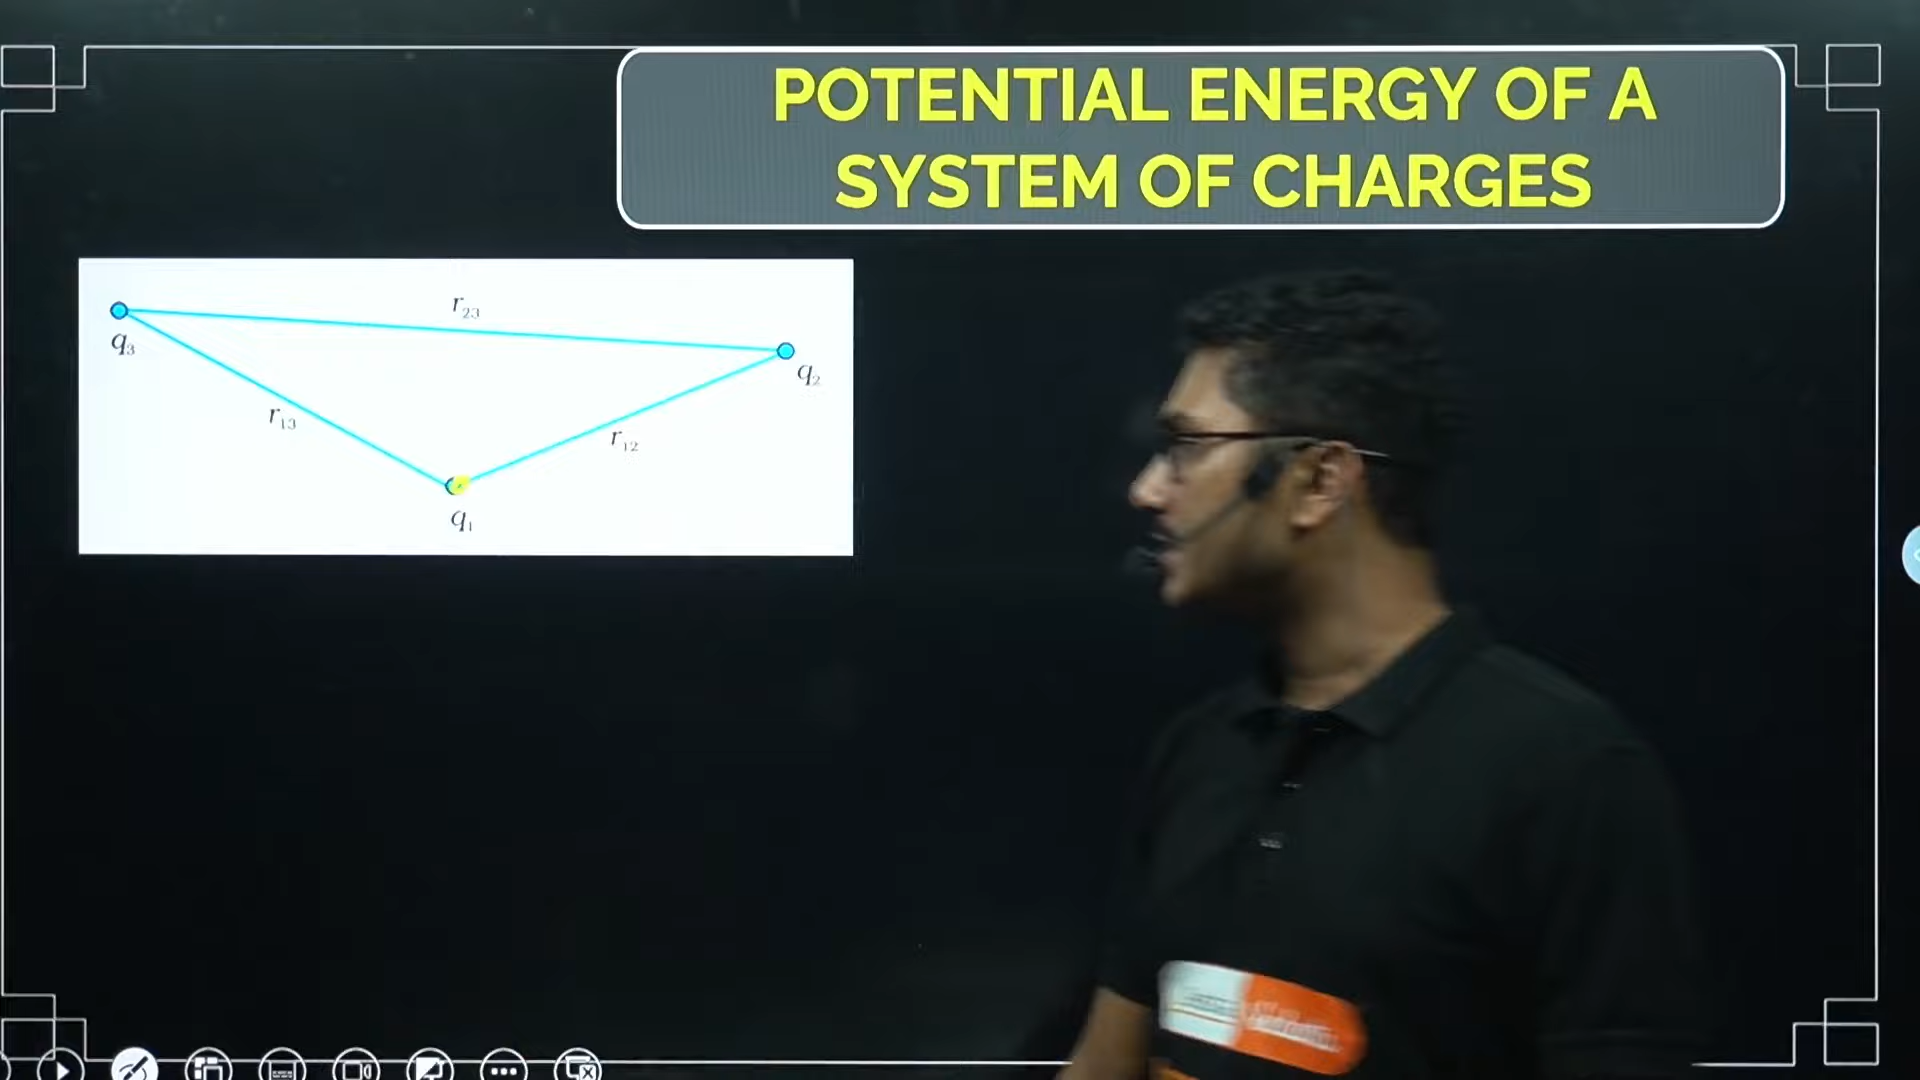 POTENTIAL ENERGY OF A
SYSTEM OF CHARGES
r₂₃
q₃
q₂
r₁₃
r₁₂
q₁